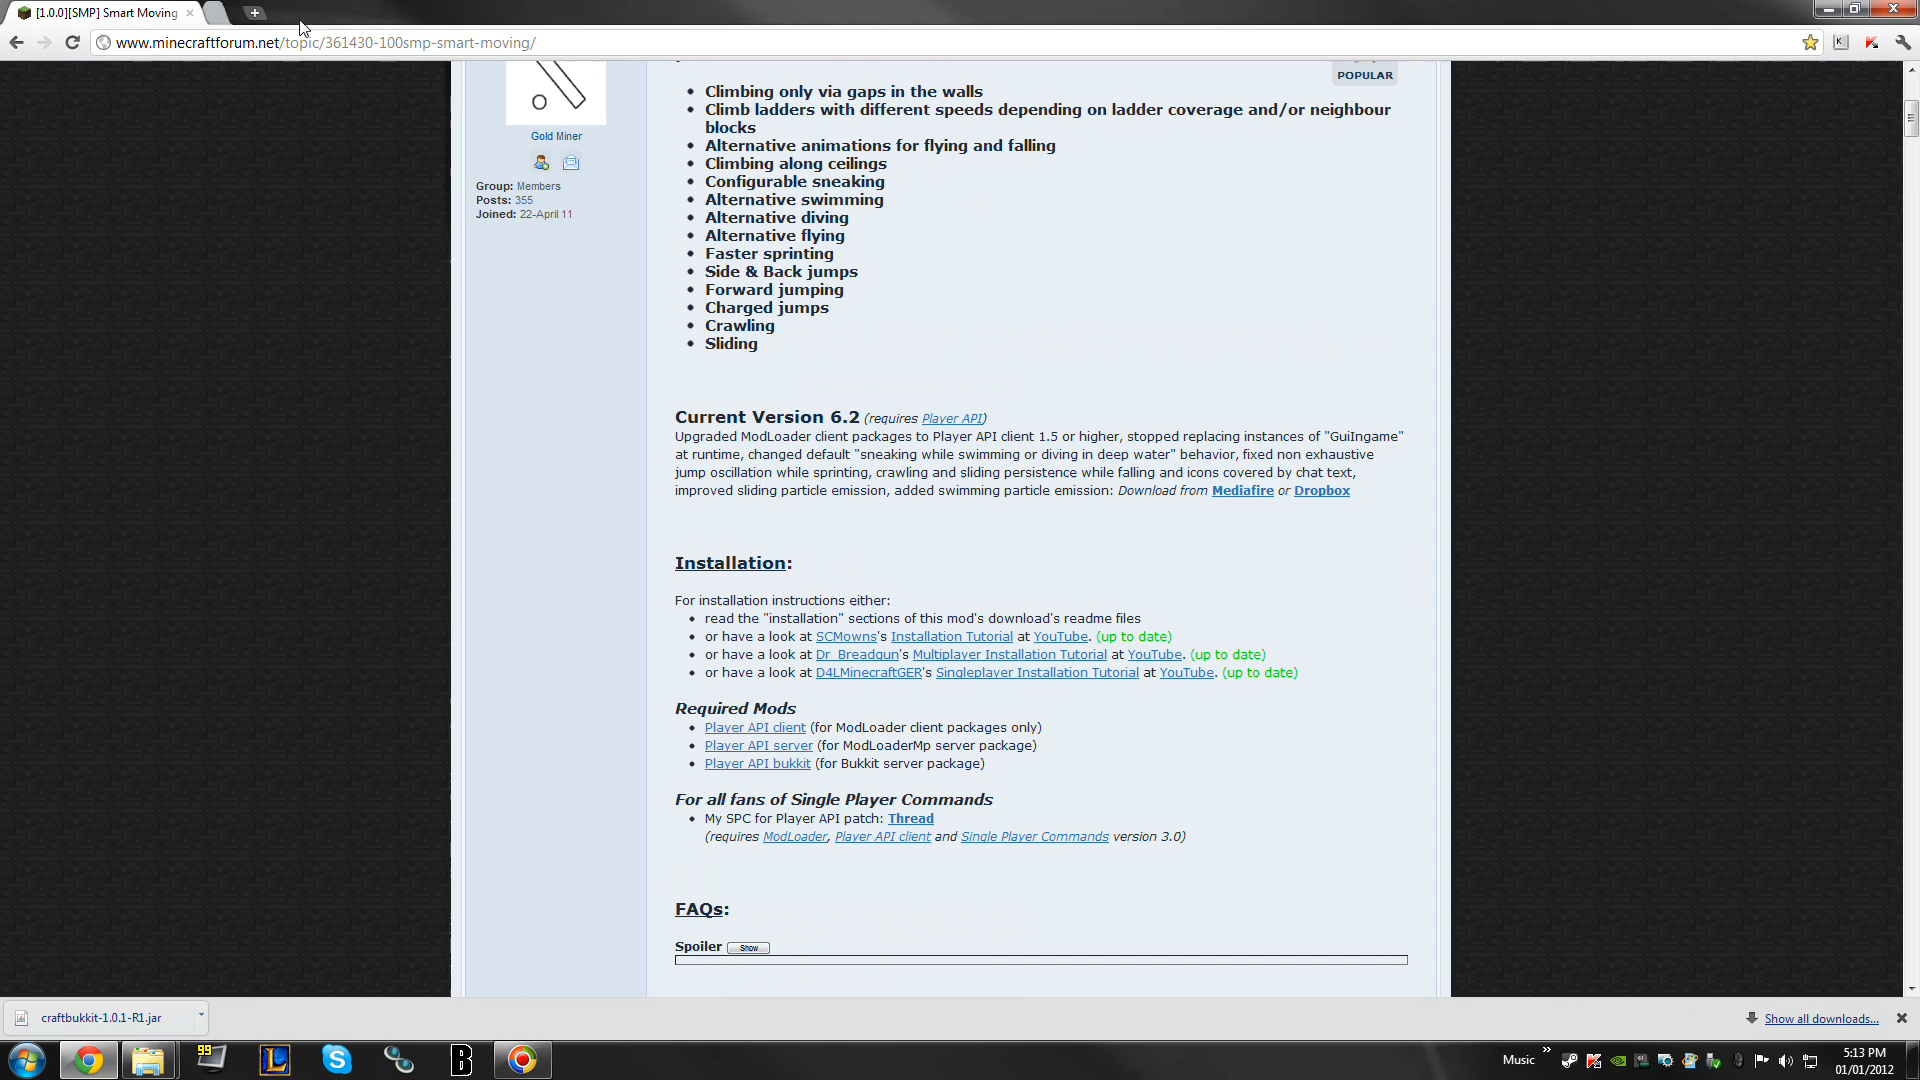 [1.0.0][SMP] Smart Moving
www.minecraftforum.net/topic/361430-100smp-smart-moving/
POPULAR
Gold Miner
Group: Members
Posts: 355
Joined: 22-April 11
Climbing only via gaps in the walls
Climb ladders with different speeds depending on ladder coverage and/or neighbour
blocks
Alternative animations for flying and falling
Climbing along ceilings
Configurable sneaking
Alternative swimming
Alternative diving
Alternative flying
Faster sprinting
Side & Back jumps
Forward jumping
Charged jumps
Crawling
Sliding
Current Version 6.2 (requires Player API)
Upgraded ModLoader client packages to Player API client 1.5 or higher, stopped replacing instances of "GuiIngame"
at runtime, changed default "sneaking while swimming or diving in deep water" behavior, fixed non exhaustive
jump oscillation while sprinting, crawling and sliding persistence while falling and icons covered by chat text,
improved sliding particle emission, added swimming particle emission: Download from Mediafire or Dropbox
Installation:
For installation instructions either:
read the "installation" sections of this mod's download's readme files
or have a look at SCMowns's Installation Tutorial at YouTube. (up to date)
or have a look at Dr_Breadgun's Multiplayer Installation Tutorial at YouTube. (up to date)
or have a look at D4LMinecraftGER's Singleplayer Installation Tutorial at YouTube. (up to date)
Required Mods
Player API client (for ModLoader client packages only)
Player API server (for ModLoaderMp server package)
Player API bukkit (for Bukkit server package)
For all fans of Single Player Commands
My SPC for Player API patch: Thread
(requires ModLoader, Player API client and Single Player Commands version 3.0)
FAQs:
Spoiler Show
craftbukkit-1.0.1-R1.jar
Show all downloads...
99
Music
5:13 PM
01/01/2012